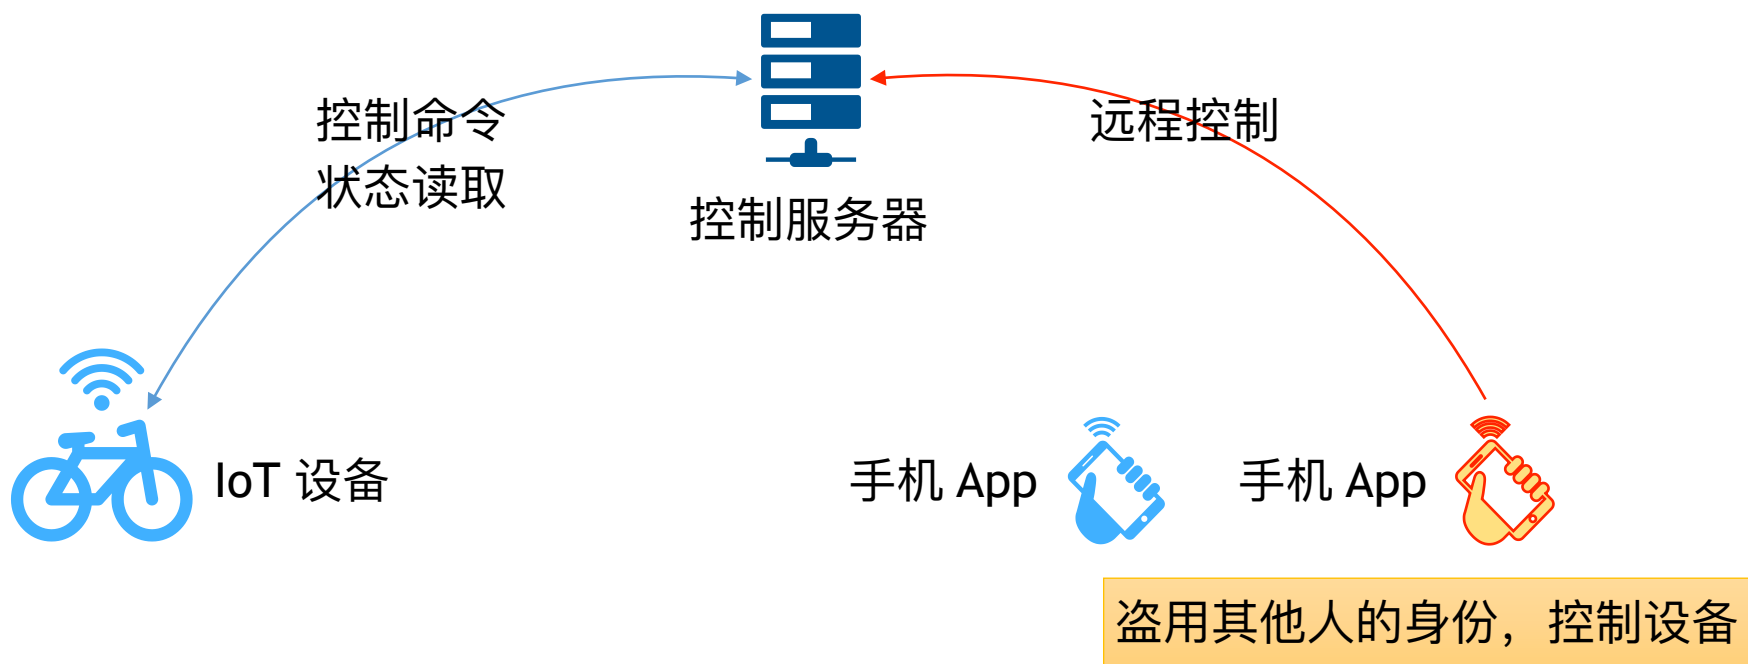 控制命令
状态读取
远程控制
控制服务器
IoT 设备
手机 App
手机 App
盗用其他人的身份，控制设备